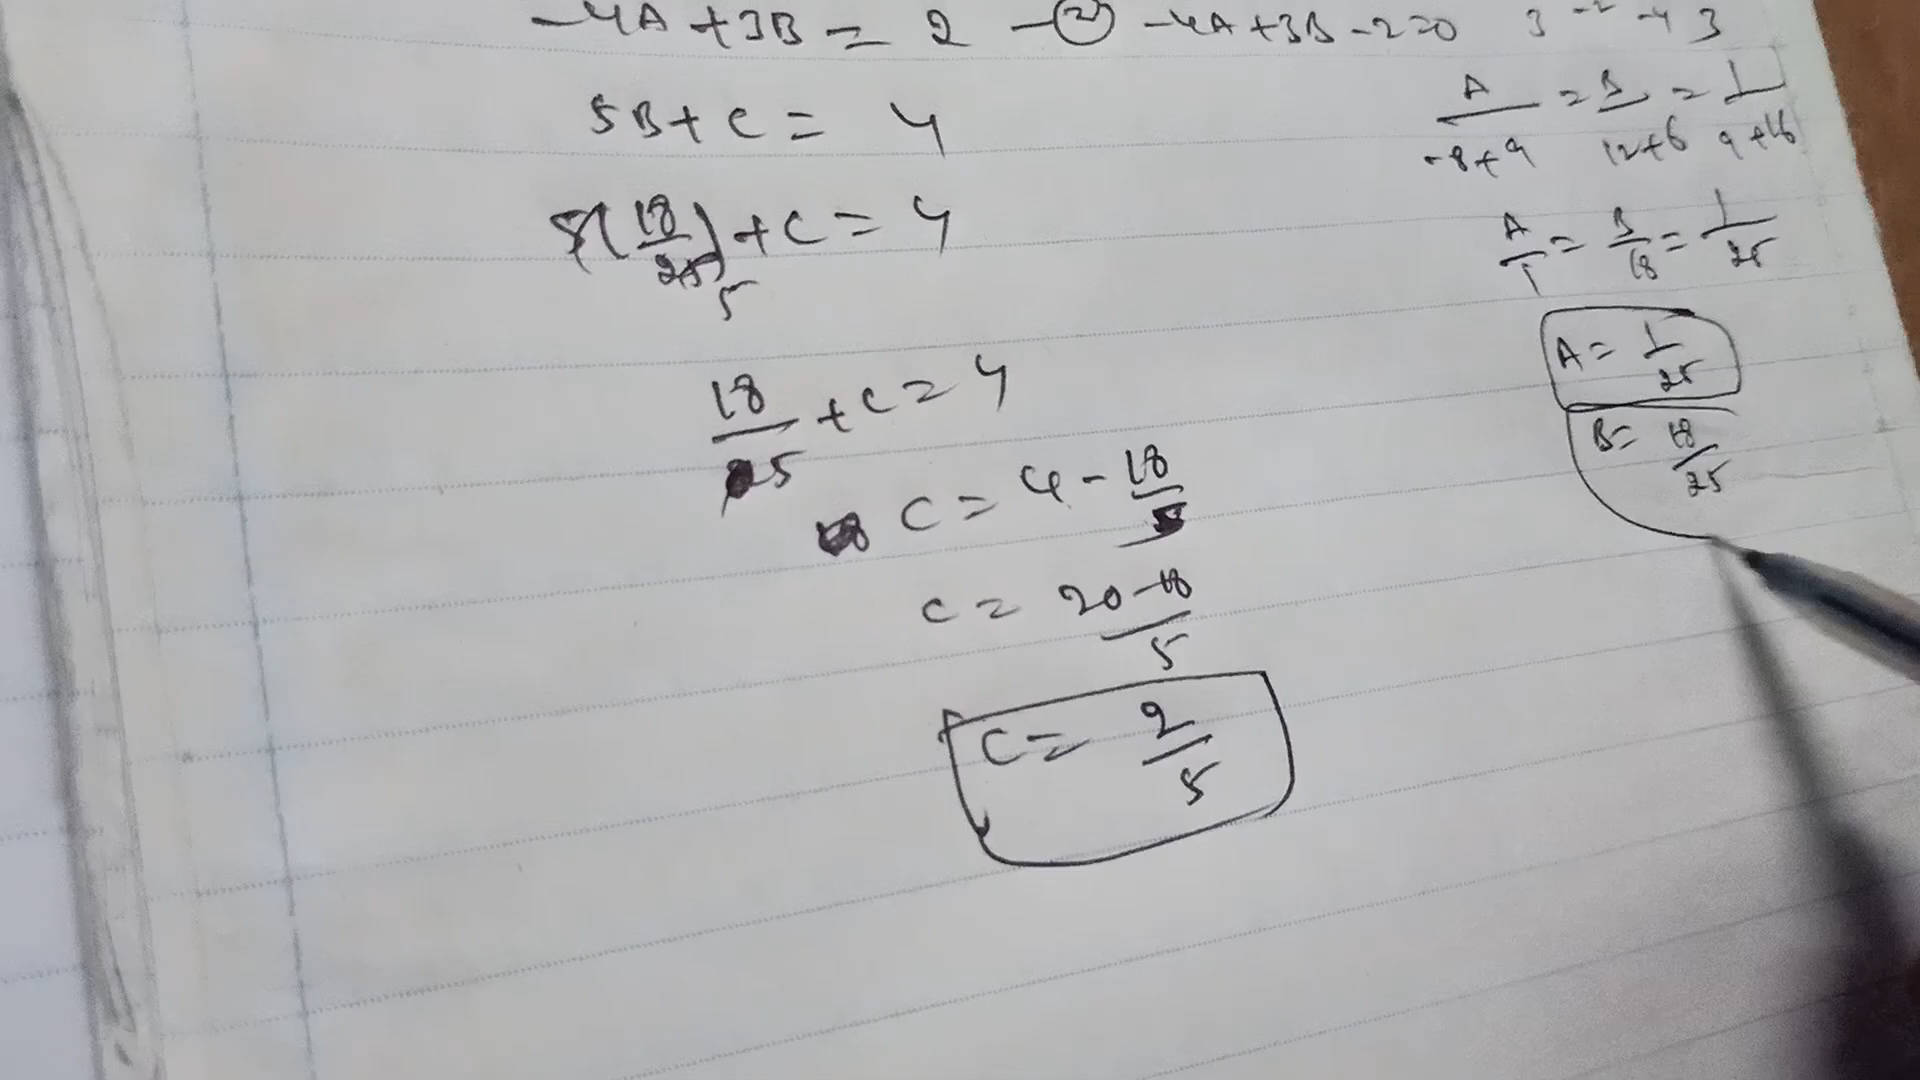 -4A + 3B = 2 — ② -4A+3B-2=0 3 -2 -4 3
5B + C = 4
5(18/25) + C = 4
5
18/5 + C = 4
C = 4 - 18/5
C = 20-18/5
C = 2/5
A/-8+9 = B/12+6 = 1/9+16
A/1 = B/18 = 1/25
A = 1/25
B = 18/25